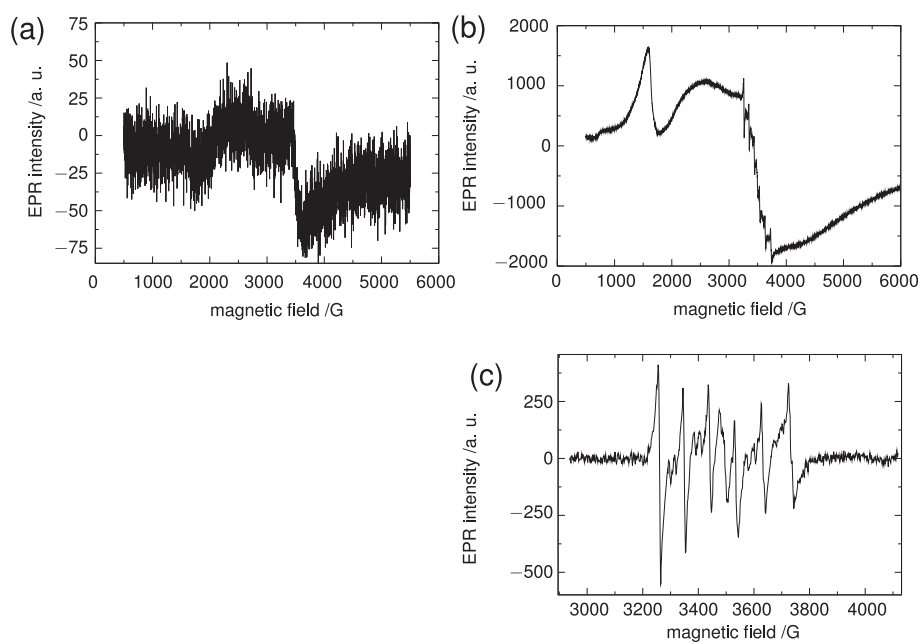 (a)
75
50
25
0
−25
−50
−75
EPR intensity /a. u.
0 1000 2000 3000 4000 5000 6000
magnetic field /G
(b)
2000
1000
0
−1000
−2000
EPR intensity /a. u.
0 1000 2000 3000 4000 5000 6000
magnetic field /G
(c)
250
0
−250
−500
EPR intensity /a. u.
3000 3200 3400 3600 3800 4000
magnetic field /G